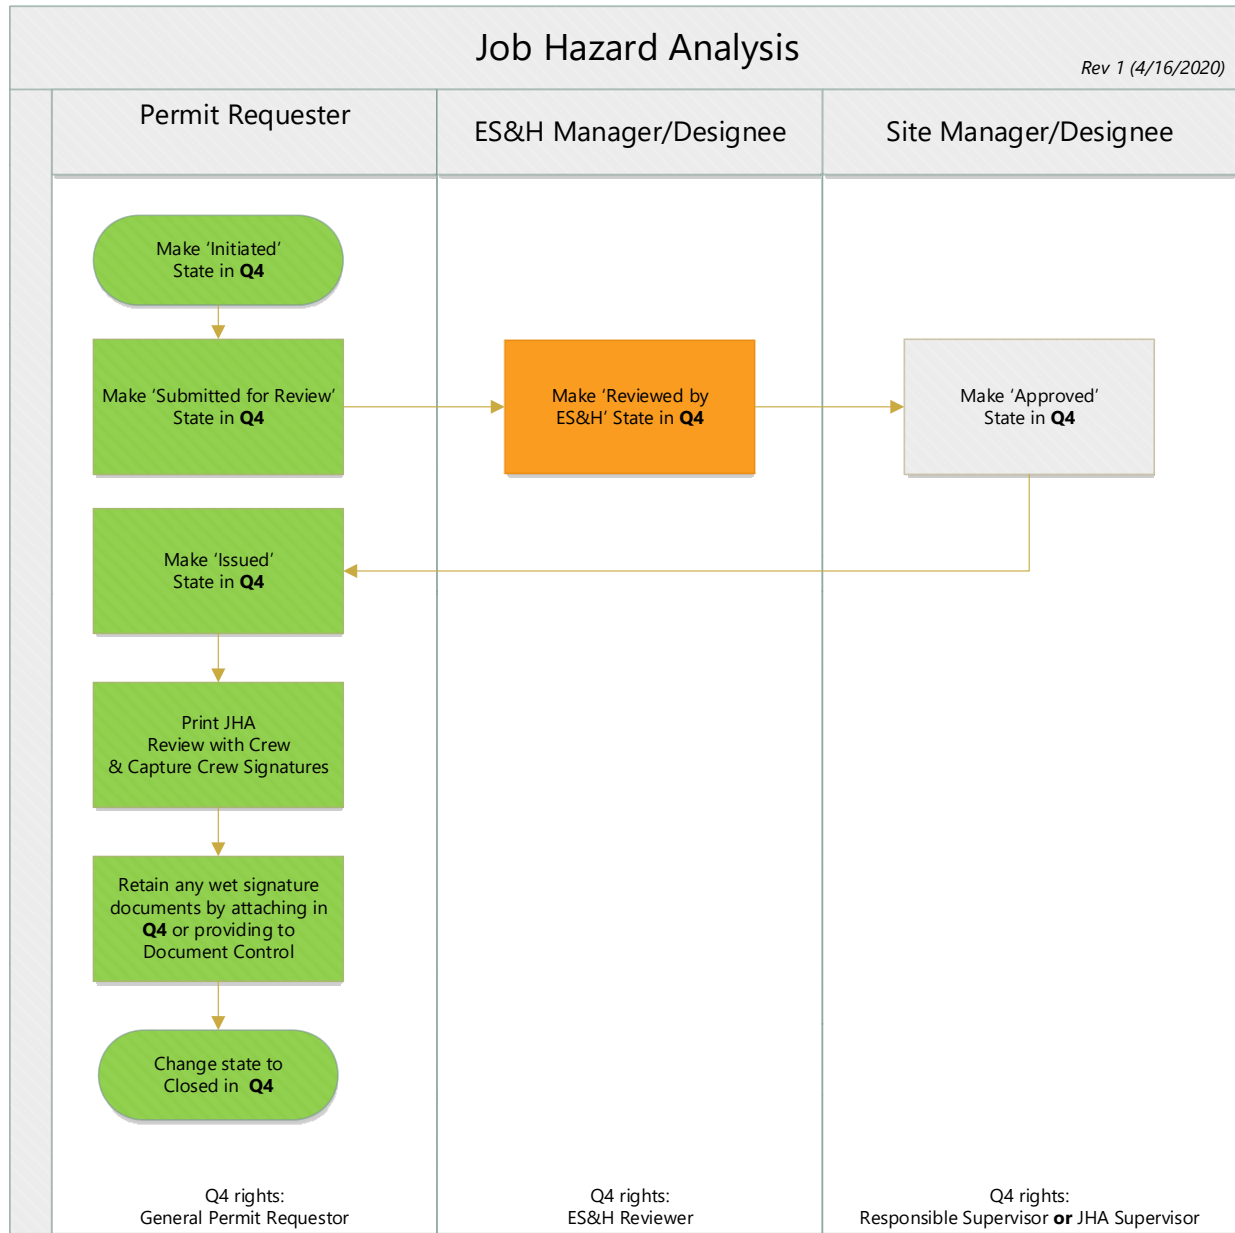 Job Hazard Analysis
Rev 1 (4/16/2020)
Permit Requester
ES&H Manager/Designee
Site Manager/Designee
Make ‘Initiated’
State in Q4
Make ‘Submitted for Review’
State in Q4
Make ‘Reviewed by
ES&H’ State in Q4
Make ‘Approved’
State in Q4
Make ‘Issued’
State in Q4
Print JHA
Review with Crew
& Capture Crew Signatures
Retain any wet signature
documents by attaching in
Q4 or providing to
Document Control
Change state to
Closed in Q4
Q4 rights:
General Permit Requestor
Q4 rights:
ES&H Reviewer
Q4 rights:
Responsible Supervisor or JHA Supervisor